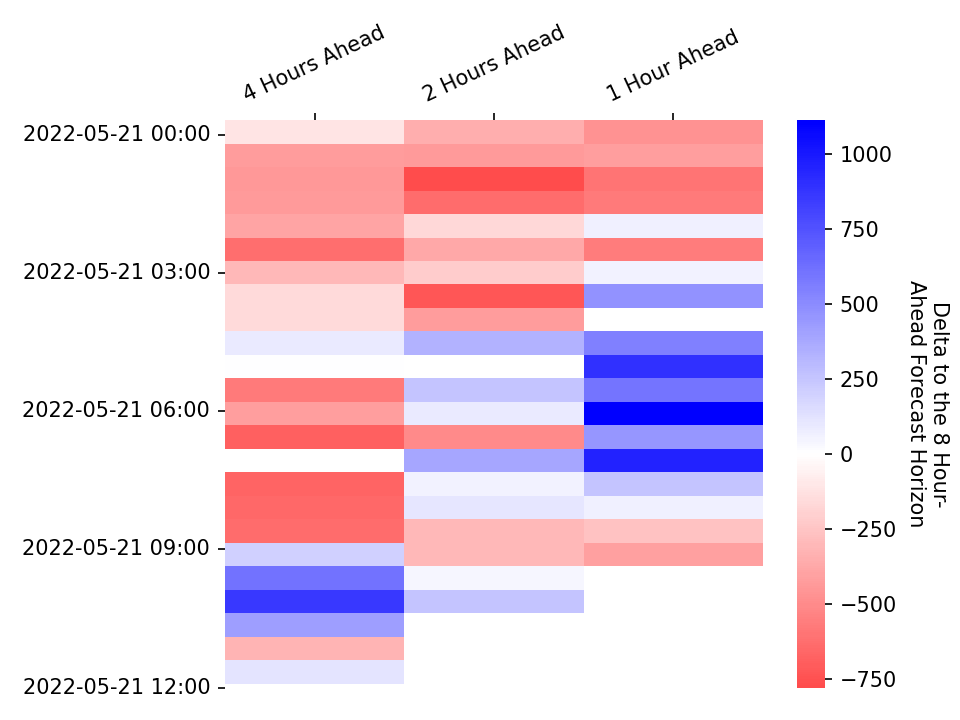 4 Hours Ahead
2 Hours Ahead
1 Hour Ahead
2022-05-21 00:00
2022-05-21 03:00
2022-05-21 06:00
2022-05-21 09:00
2022-05-21 12:00
1000
750
500
250
0
−250
−500
−750
Delta to the 8 Hour-
Ahead Forecast Horizon